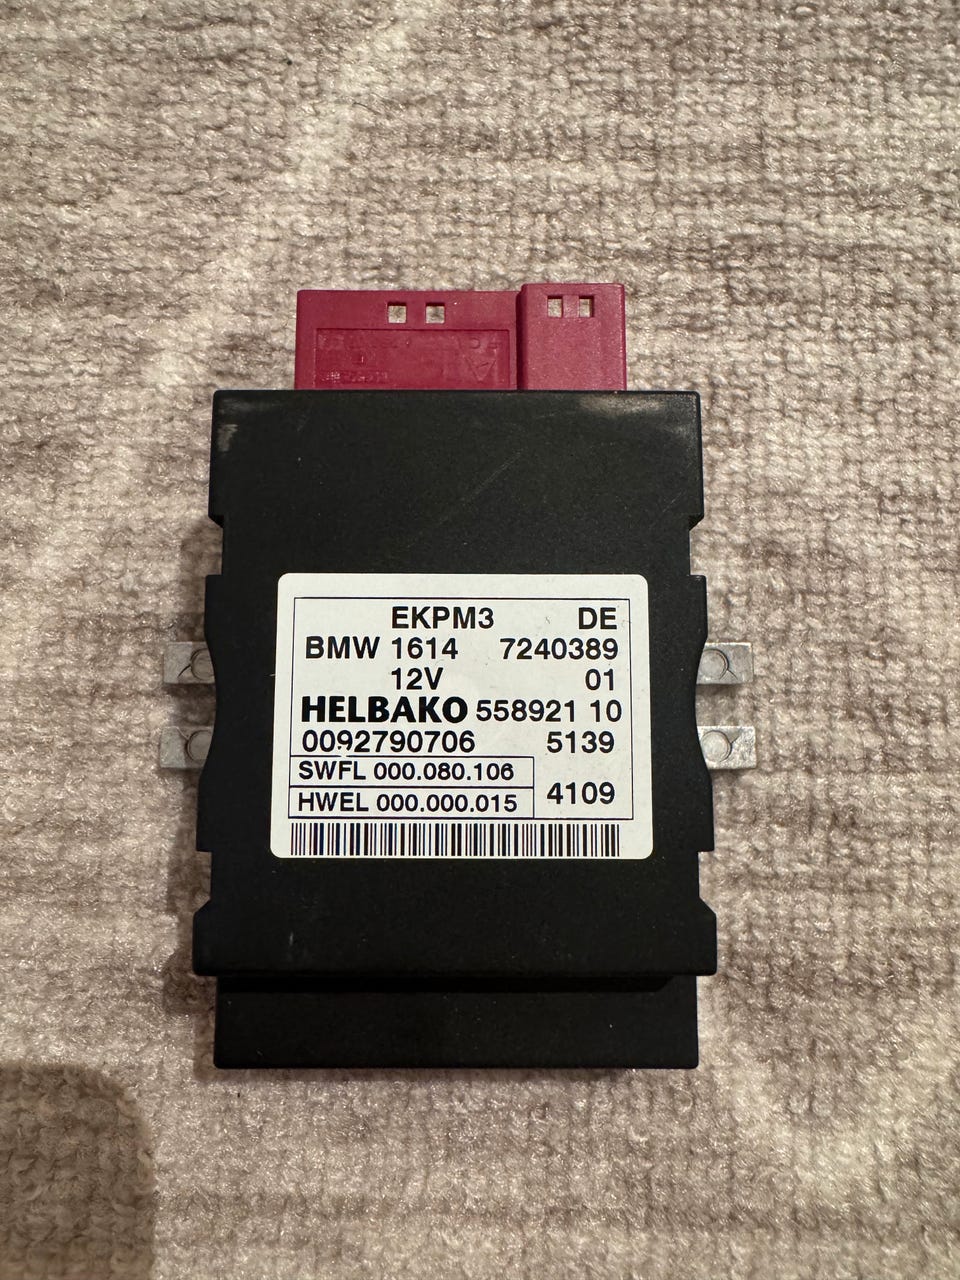 EKPM3 DE
BMW 1614 7240389
12V 01
HELBAKO 558921 10
0092790706 5139
SWFL 000.080.106
HWEL 000.000.015 4109